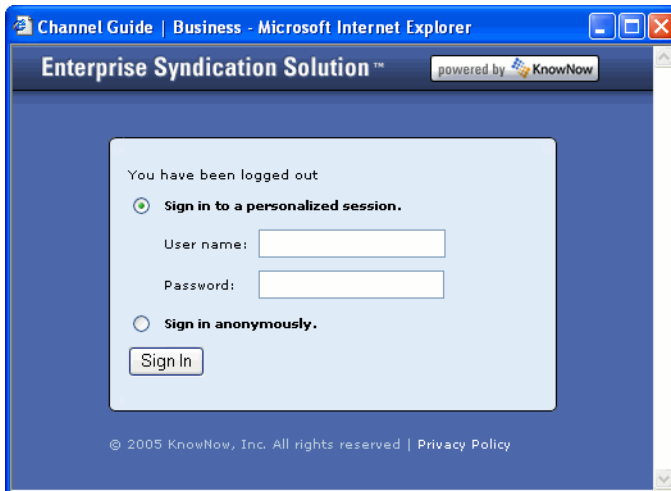 Channel Guide | Business - Microsoft Internet Explorer
Enterprise Syndication Solution™ powered by KnowNow
You have been logged out
Sign in to a personalized session.
User name:
Password:
Sign in anonymously.
Sign In
© 2005 KnowNow, Inc. All rights reserved | Privacy Policy